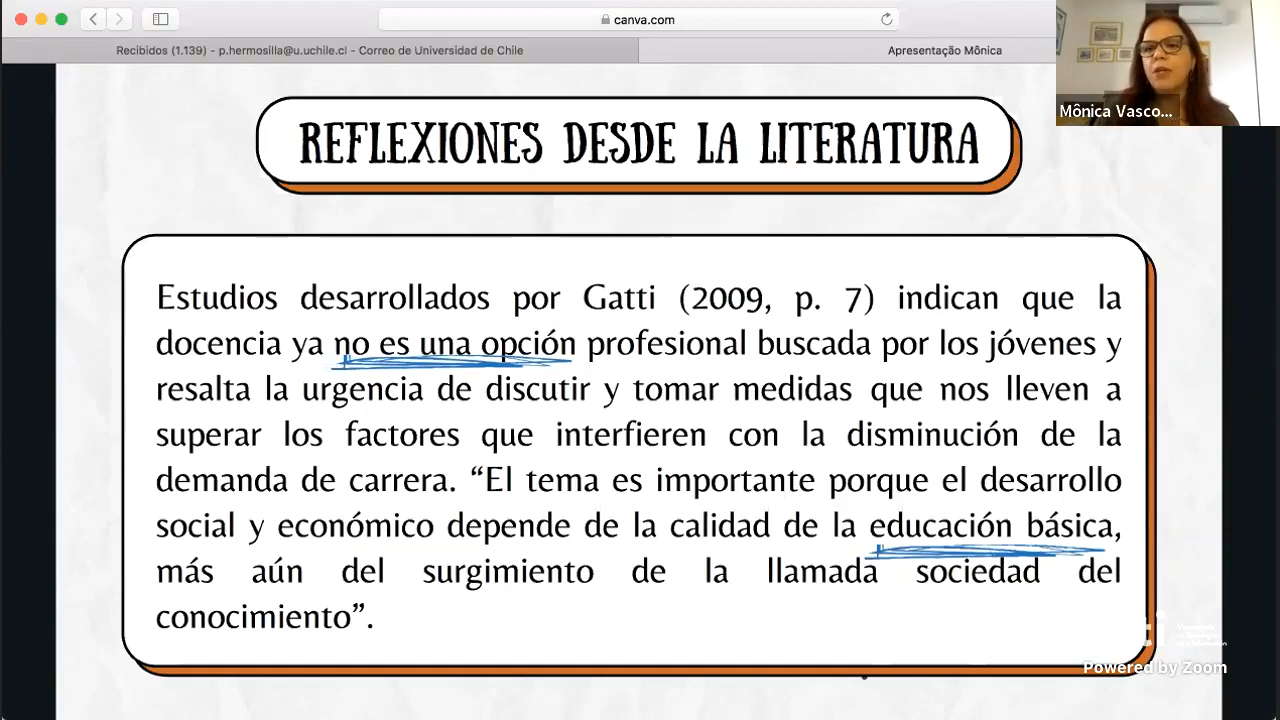 canva.com
Recibidos (1.139) - p.hermosilla@u.uchile.cl - Correo de Universidad de Chile
Apresentação Mônica
Mônica Vasco...
REFLEXIONES DESDE LA LITERATURA
Estudios desarrollados por Gatti (2009, p. 7) indican que la
docencia ya no es una opción profesional buscada por los jóvenes y
resalta la urgencia de discutir y tomar medidas que nos lleven a
superar los factores que interfieren con la disminución de la
demanda de carrera. “El tema es importante porque el desarrollo
social y económico depende de la calidad de la educación básica,
más aún del surgimiento de la llamada sociedad del
conocimiento”.
Powered by Zoom